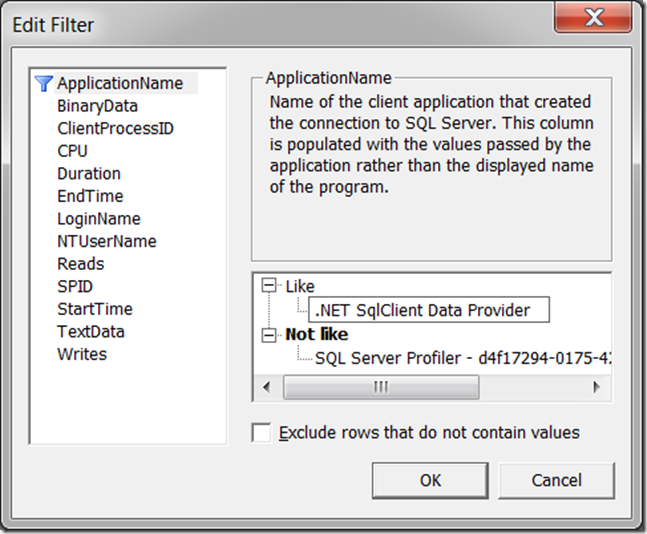 Edit Filter
ApplicationName
BinaryData
ClientProcessID
CPU
Duration
EndTime
LoginName
NTUserName
Reads
SPID
StartTime
TextData
Writes
ApplicationName
Name of the client application that created
the connection to SQL Server. This column
is populated with the values passed by the
application rather than the displayed name
of the program.
Like
.NET SqlClient Data Provider
Not like
SQL Server Profiler - d4f17294-0175-42
Exclude rows that do not contain values
OK
Cancel